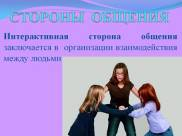 СТОРОНЫ ОБЩЕНИЯ
Интерактивная сторона общения
заключается в организации взаимодействия
между людьми